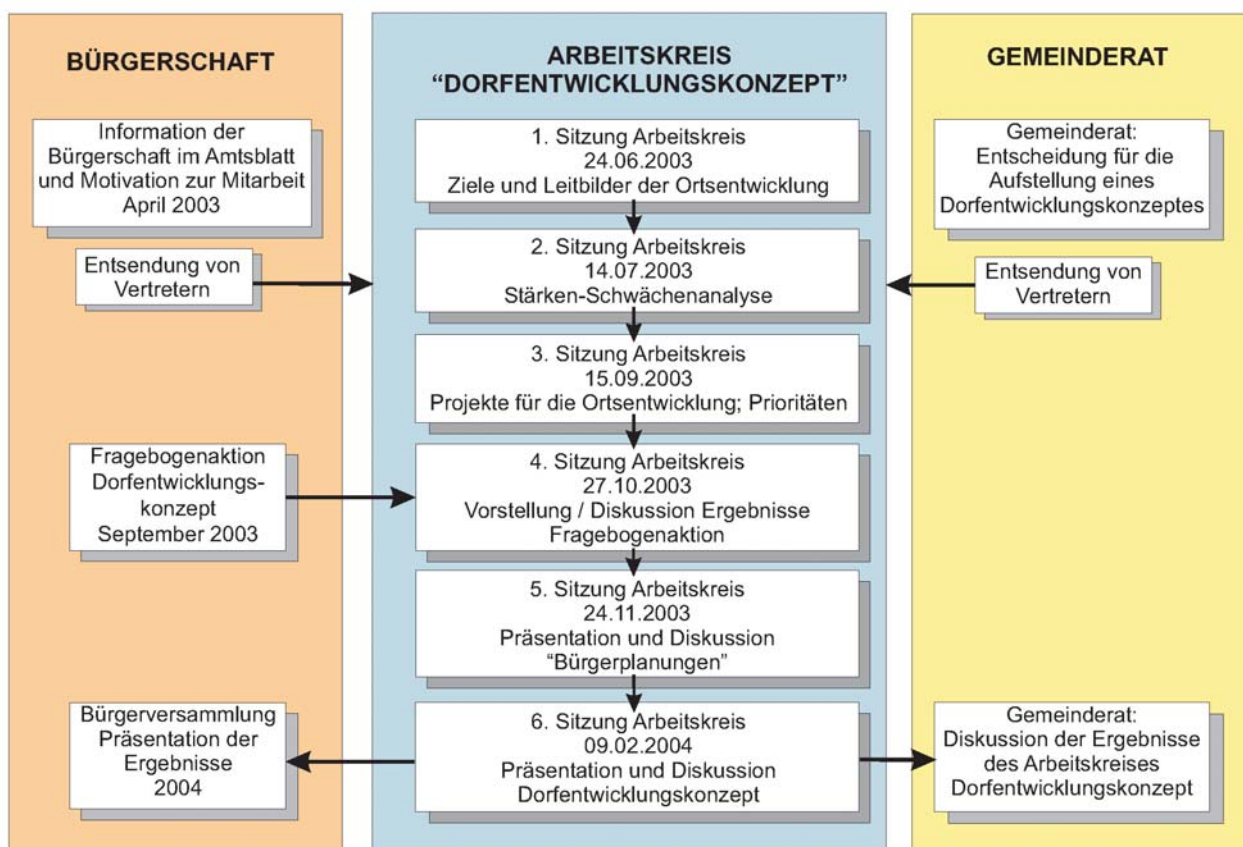 BÜRGERSCHAFT
Information der
Bürgerschaft im Amtsblatt
und Motivation zur Mitarbeit
April 2003
Entsendung von
Vertretern
Fragebogenaktion
Dorfentwicklungs-
konzept
September 2003
Bürgerversammlung
Präsentation der
Ergebnisse
2004
ARBEITSKREIS
“DORFENTWICKLUNGSKONZEPT”
1. Sitzung Arbeitskreis
24.06.2003
Ziele und Leitbilder der Ortsentwicklung
2. Sitzung Arbeitskreis
14.07.2003
Stärken-Schwächenanalyse
3. Sitzung Arbeitskreis
15.09.2003
Projekte für die Ortsentwicklung; Prioritäten
4. Sitzung Arbeitskreis
27.10.2003
Vorstellung / Diskussion Ergebnisse
Fragebogenaktion
5. Sitzung Arbeitskreis
24.11.2003
Präsentation und Diskussion
“Bürgerplanungen”
6. Sitzung Arbeitskreis
09.02.2004
Präsentation und Diskussion
Dorfentwicklungskonzept
GEMEINDERAT
Gemeinderat:
Entscheidung für die
Aufstellung eines
Dorfentwicklungskonzeptes
Entsendung von
Vertretern
Gemeinderat:
Diskussion der Ergebnisse
des Arbeitskreises
Dorfentwicklungskonzept